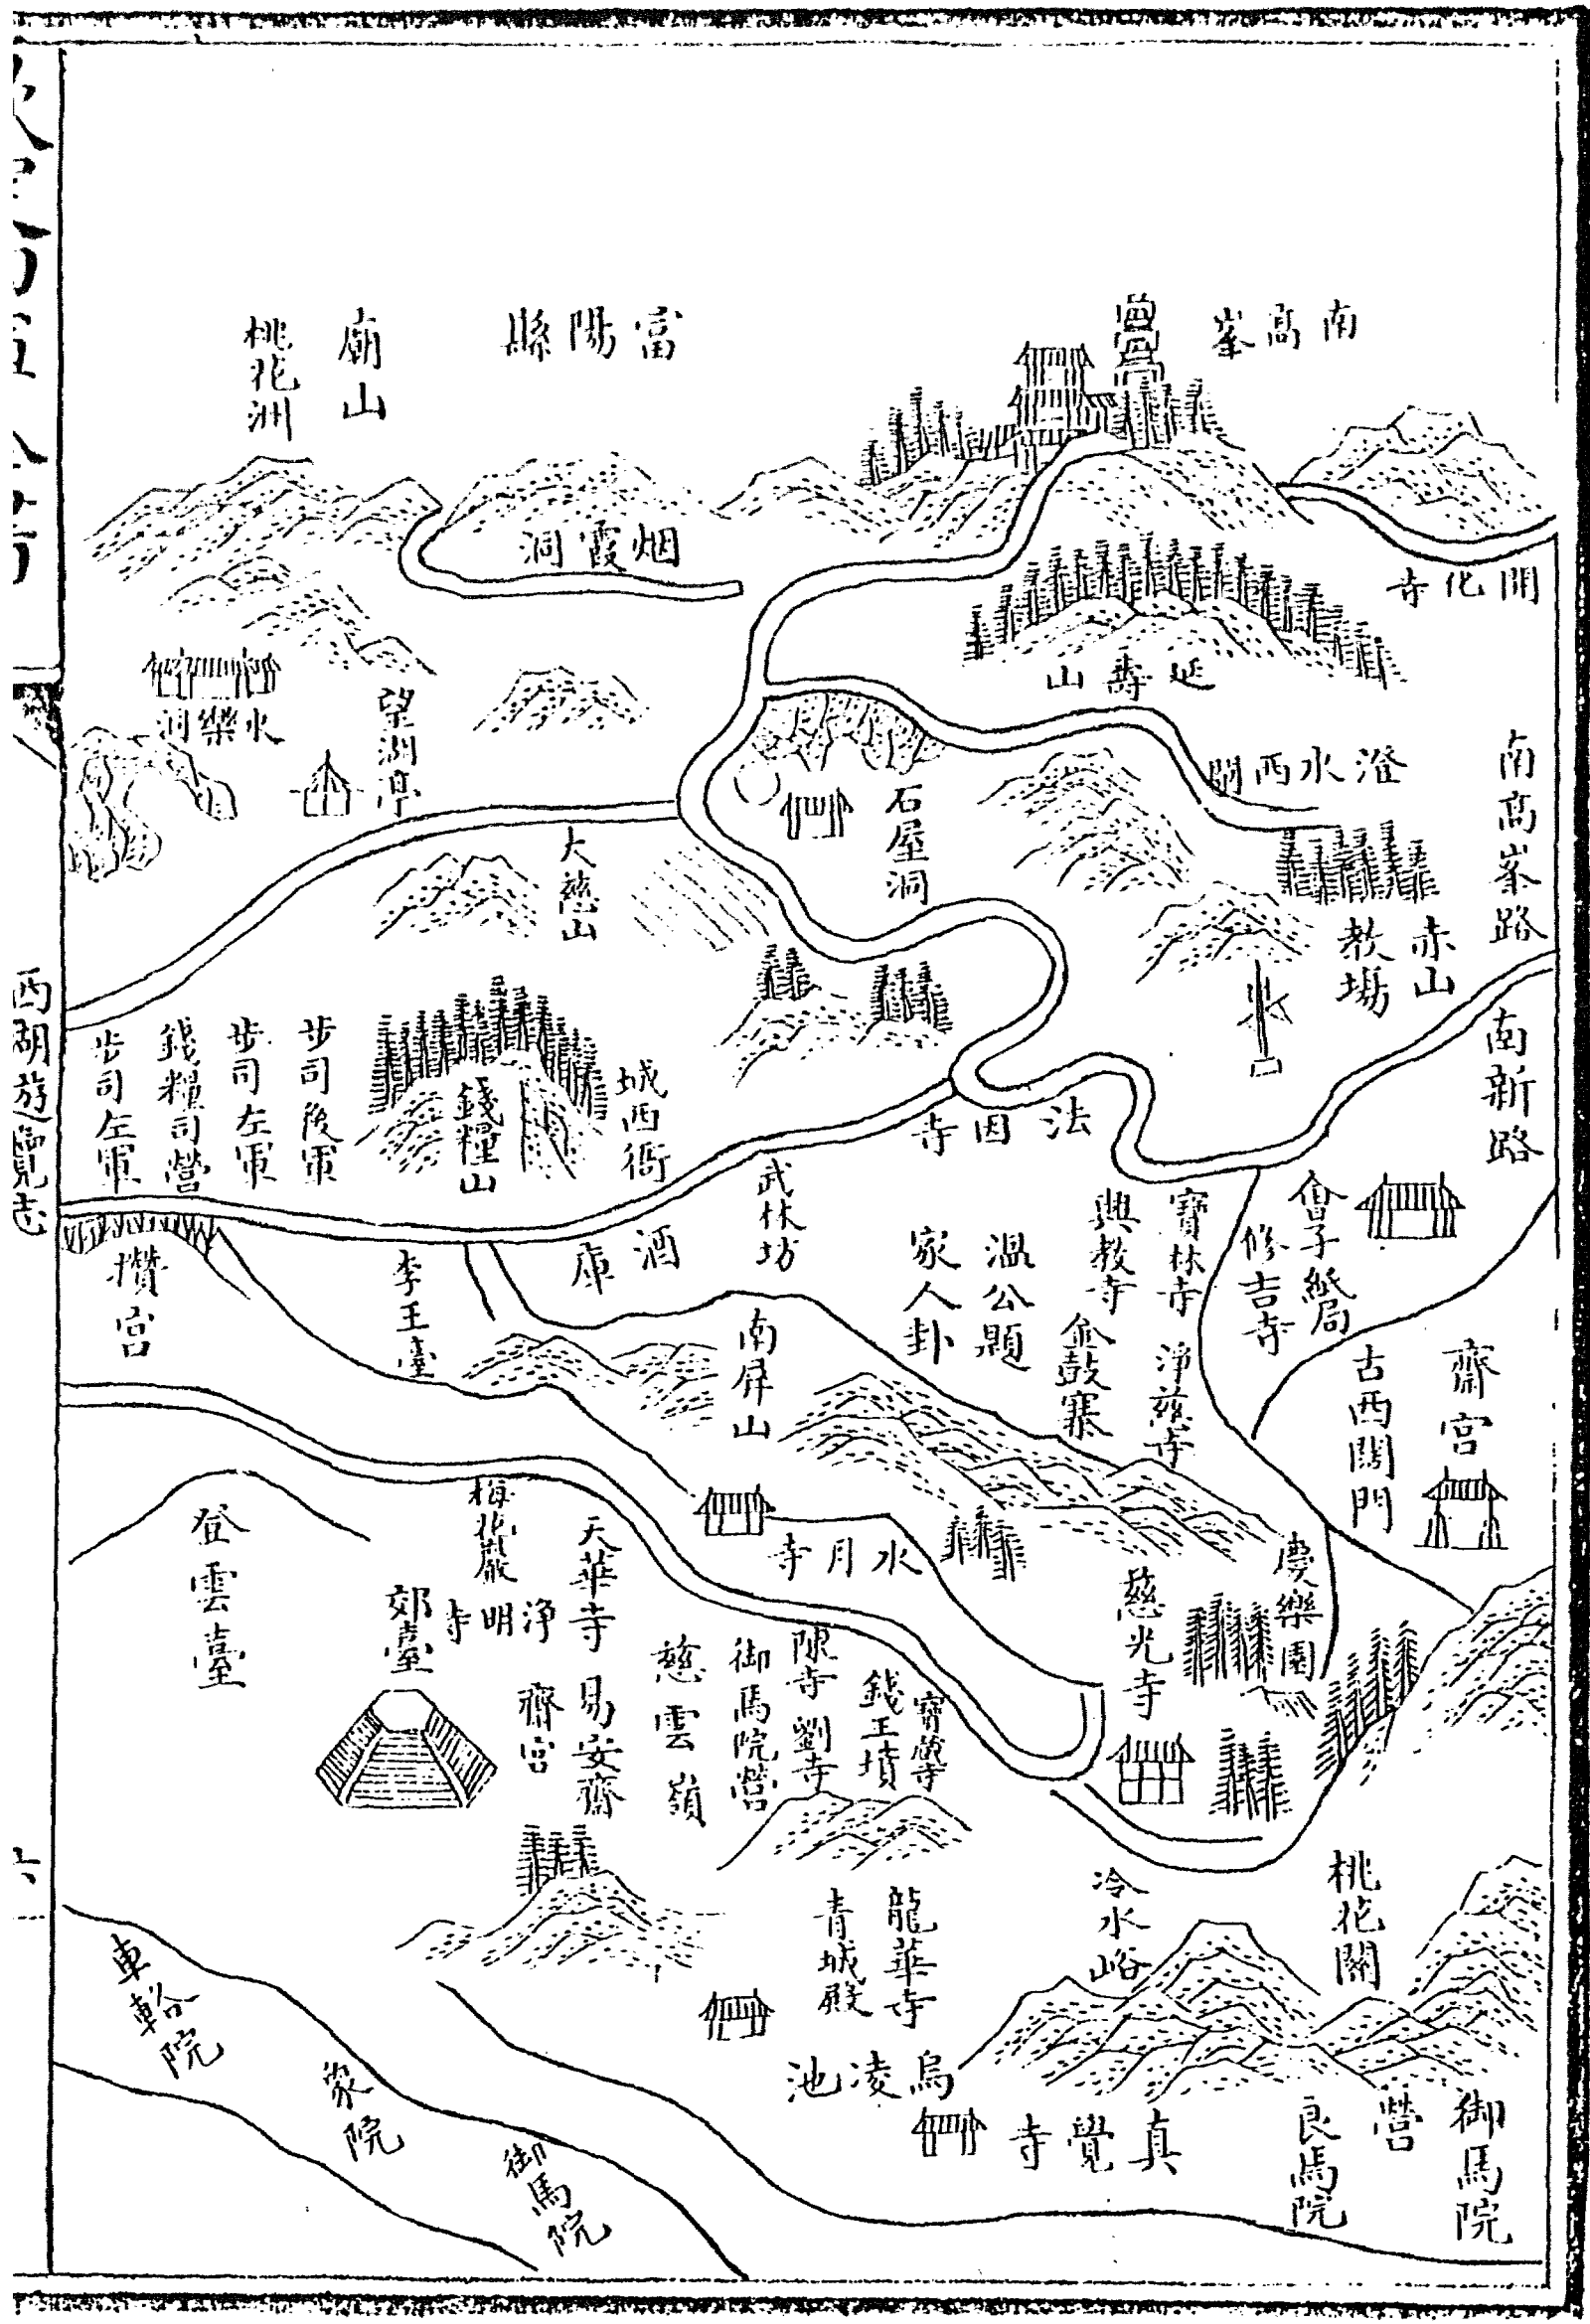 南高峯
富陽縣
廟山
桃花洲
烟霞洞
開化寺
延壽山
水樂洞
望湖亭
澄水西閘
石屋洞
大慈山
南高峯路
赤山
教場
南新路
城西衙
錢糧山
步司後軍
步司左軍
錢糧司營
步司左軍
法因寺
武林坊
酒庫
會子紙局
修吉寺
寶林寺
興教寺
溫公題
家人卦
淨慈寺
金鼓寨
李王臺
攢宮
南屏山
齋宮
古西閣門
水月寺
慶樂園
慈光寺
梅花巖
天華寺
淨明寺
登雲臺
郊臺
易安齋
齋宮
慈雲嶺
御馬院營
陳寺
劉寺
錢王墳
寶藏寺
桃花關
冷水峪
龍華寺
青城殿
烏凌池
真覺寺
御馬院
營
良馬院
車輅院
象院
御馬院
西湖遊覽志
六